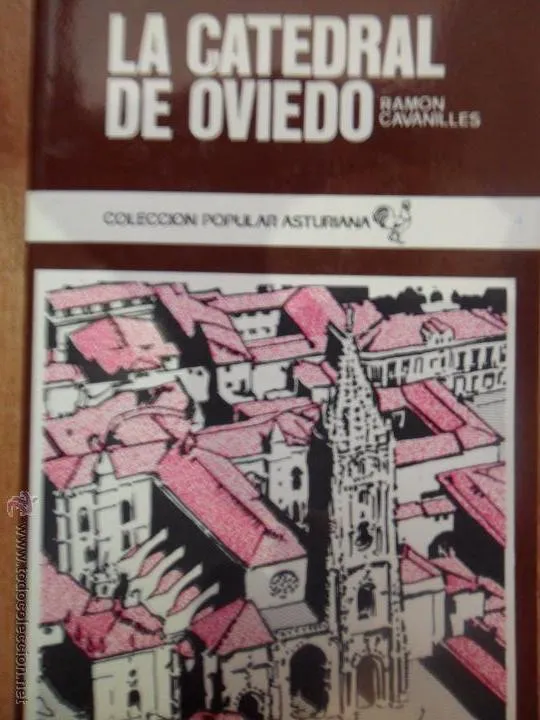 LA CATEDRAL
DE OVIEDO
RAMON
CAVANILLES
COLECCION POPULAR ASTURIANA
© www.todocoleccion.net